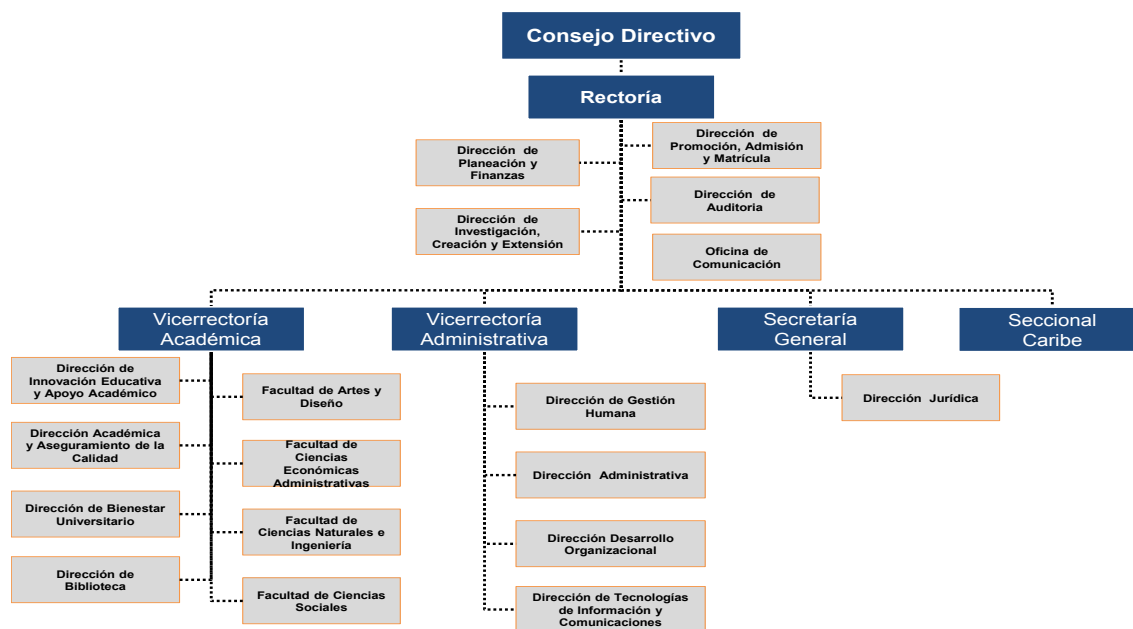 Consejo Directivo
Rectoría
Dirección de
Planeación y
Finanzas
Dirección de
Promoción, Admisión
y Matrícula
Dirección de
Investigación,
Creación y Extensión
Dirección de
Auditoria
Oficina de
Comunicación
Vicerrectoría
Académica
Vicerrectoría
Administrativa
Secretaría
General
Seccional
Caribe
Dirección de
Innovación Educativa
y Apoyo Académico
Dirección Académica
y Aseguramiento de la
Calidad
Dirección de Bienestar
Universitario
Dirección de
Biblioteca
Facultad de Artes y
Diseño
Facultad de
Ciencias
Económicas
Administrativas
Facultad de
Ciencias Naturales e
Ingeniería
Facultad de Ciencias
Sociales
Dirección de Gestión
Humana
Dirección Administrativa
Dirección Desarrollo
Organizacional
Dirección de Tecnologías
de Información y
Comunicaciones
Dirección Jurídica